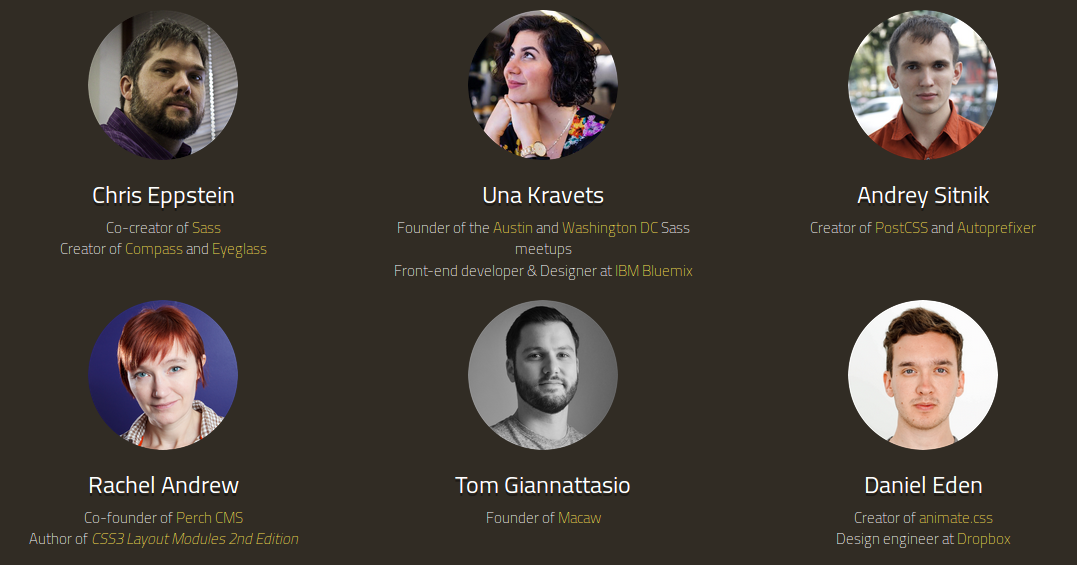 Chris Eppstein
Co-creator of Sass
Creator of Compass and Eyeglass
Una Kravets
Founder of the Austin and Washington DC Sass
meetups
Front-end developer & Designer at IBM Bluemix
Andrey Sitnik
Creator of PostCSS and Autoprefixer
Rachel Andrew
Co-founder of Perch CMS
Author of CSS3 Layout Modules 2nd Edition
Tom Giannattasio
Founder of Macaw
Daniel Eden
Creator of animate.css
Design engineer at Dropbox